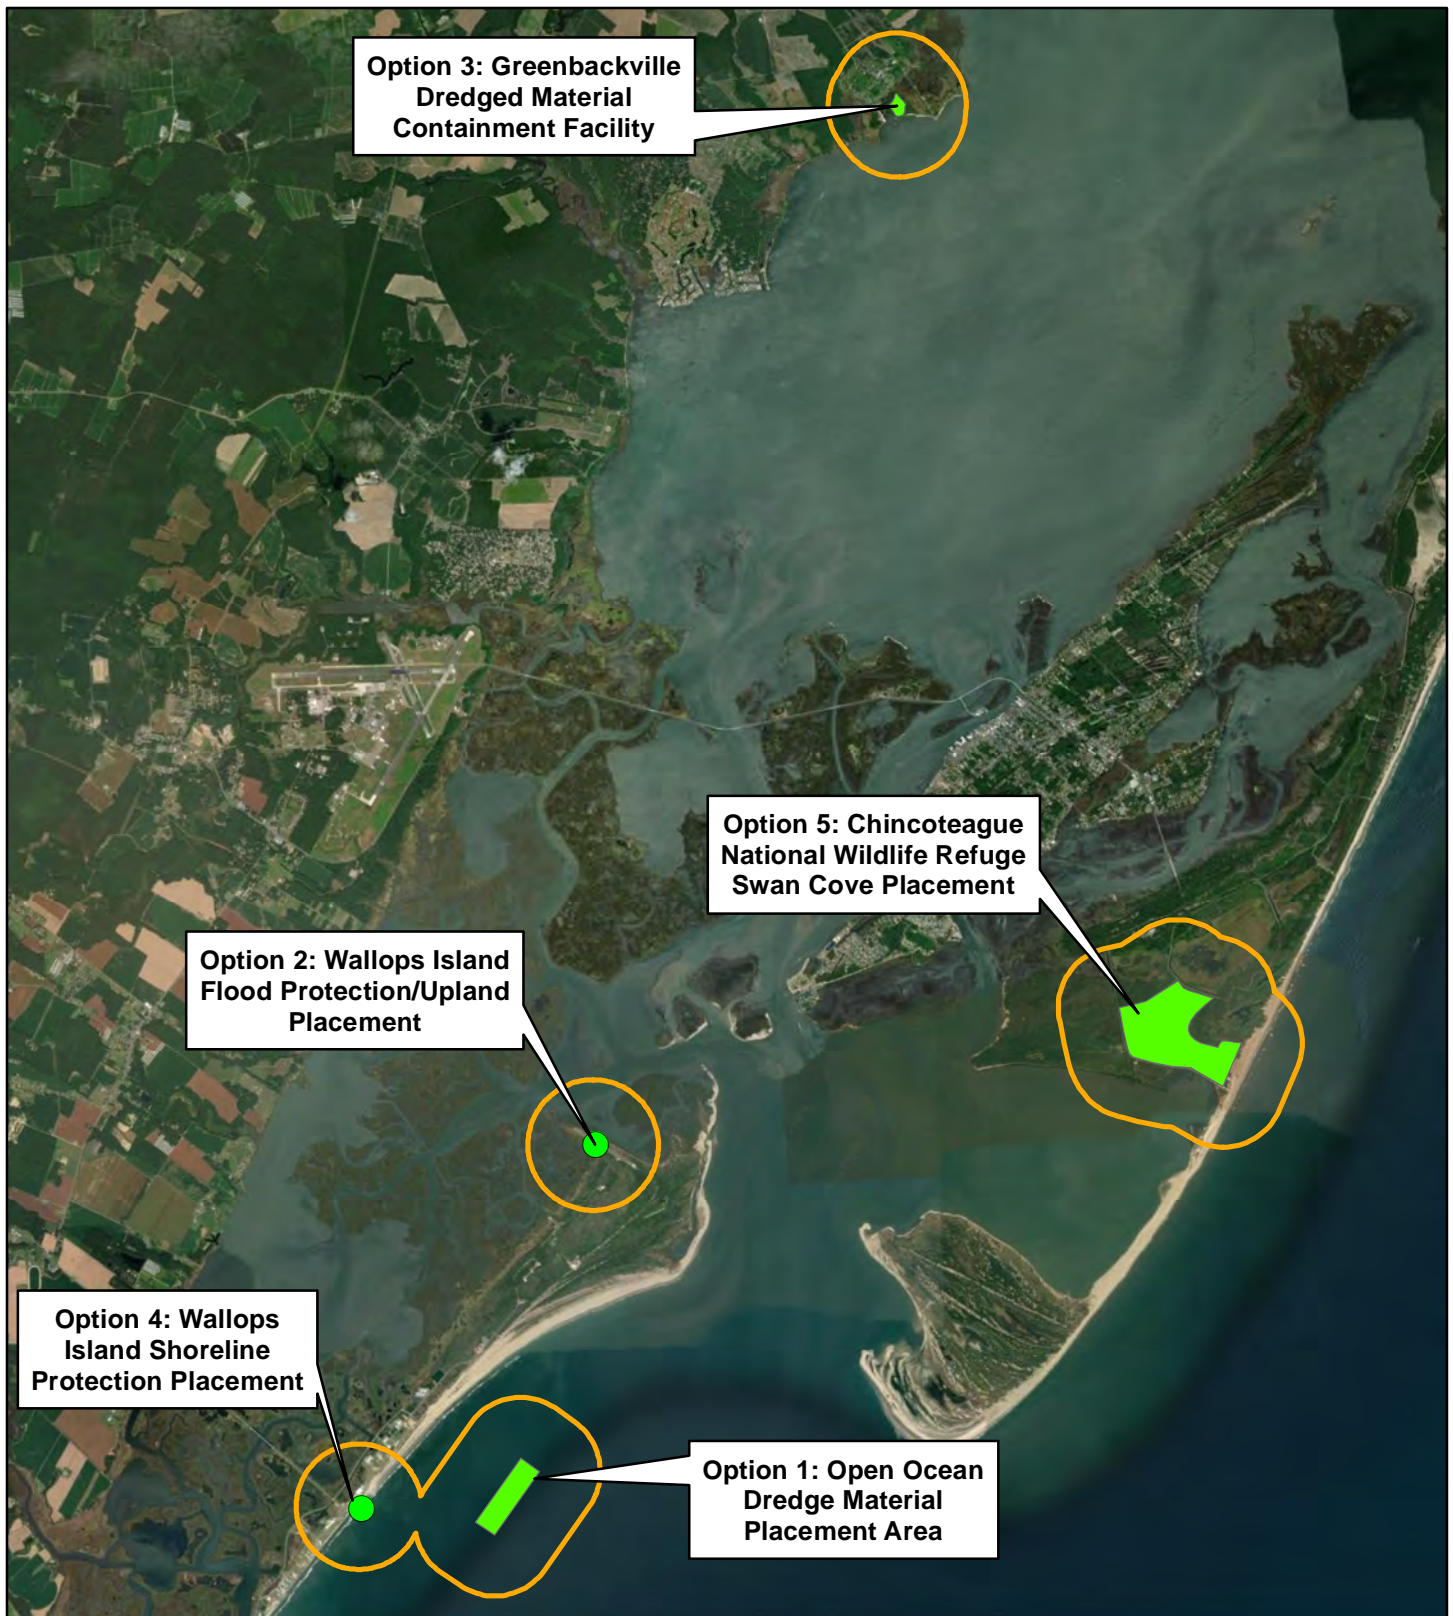 Option 3: Greenbackville
Dredged Material
Containment Facility
Option 5: Chincoteague
National Wildlife Refuge
Swan Cove Placement
Option 2: Wallops Island
Flood Protection/Upland
Placement
Option 4: Wallops
Island Shoreline
Protection Placement
Option 1: Open Ocean
Dredge Material
Placement Area